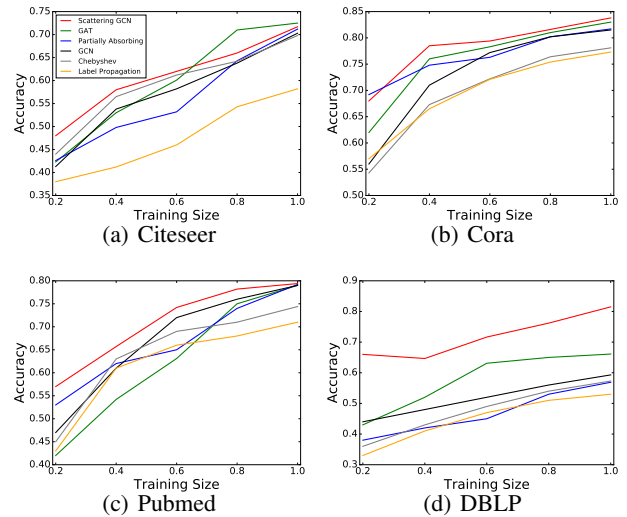 0.75
0.70
0.65
0.60
0.55
0.50
0.45
0.40
0.35
Accuracy
Scattering GCN
GAT
Partially Absorbing
GCN
Chebyshev
Label Propagation
0.2 0.4 0.6 0.8 1.0
Training Size
(a) Citeseer
0.85
0.80
0.75
0.70
0.65
0.60
0.55
0.50
Accuracy
0.2 0.4 0.6 0.8 1.0
Training Size
(b) Cora
0.80
0.75
0.70
0.65
0.60
0.55
0.50
0.45
0.40
Accuracy
0.2 0.4 0.6 0.8 1.0
Training Size
(c) Pubmed
0.9
0.8
0.7
0.6
0.5
0.4
0.3
Accuracy
0.2 0.4 0.6 0.8 1.0
Training Size
(d) DBLP